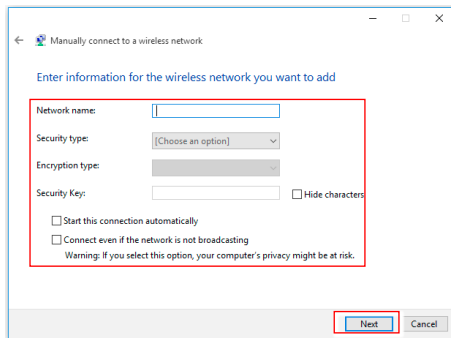 Manually connect to a wireless network
Enter information for the wireless network you want to add
Network name:
Security type: [Choose an option]
Encryption type:
Security Key: Hide characters
Start this connection automatically
Connect even if the network is not broadcasting
Warning: If you select this option, your computer's privacy might be at risk.
Next Cancel